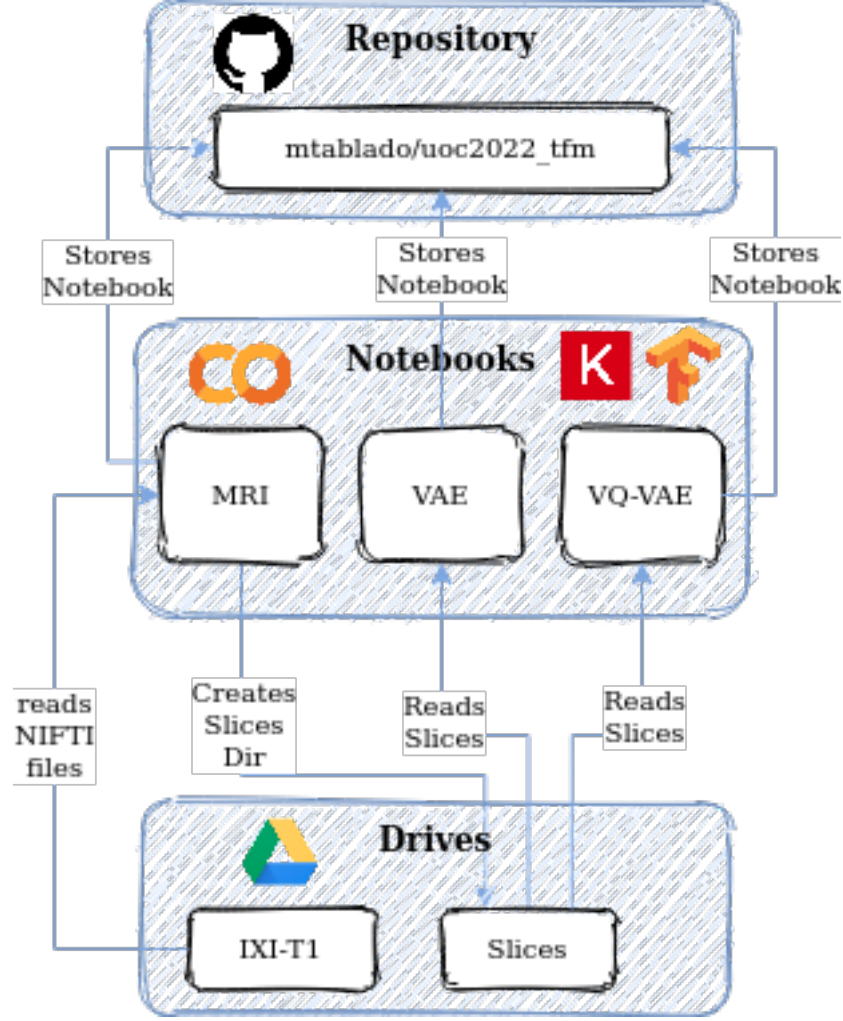 Repository
mtablado/uoc2022_tfm
Stores
Notebook
Stores
Notebook
Stores
Notebook
Notebooks
K
MRI
VAE
VQ-VAE
reads
NIFTI
files
Creates
Slices
Dir
Reads
Slices
Reads
Slices
Drives
IXI-T1
Slices